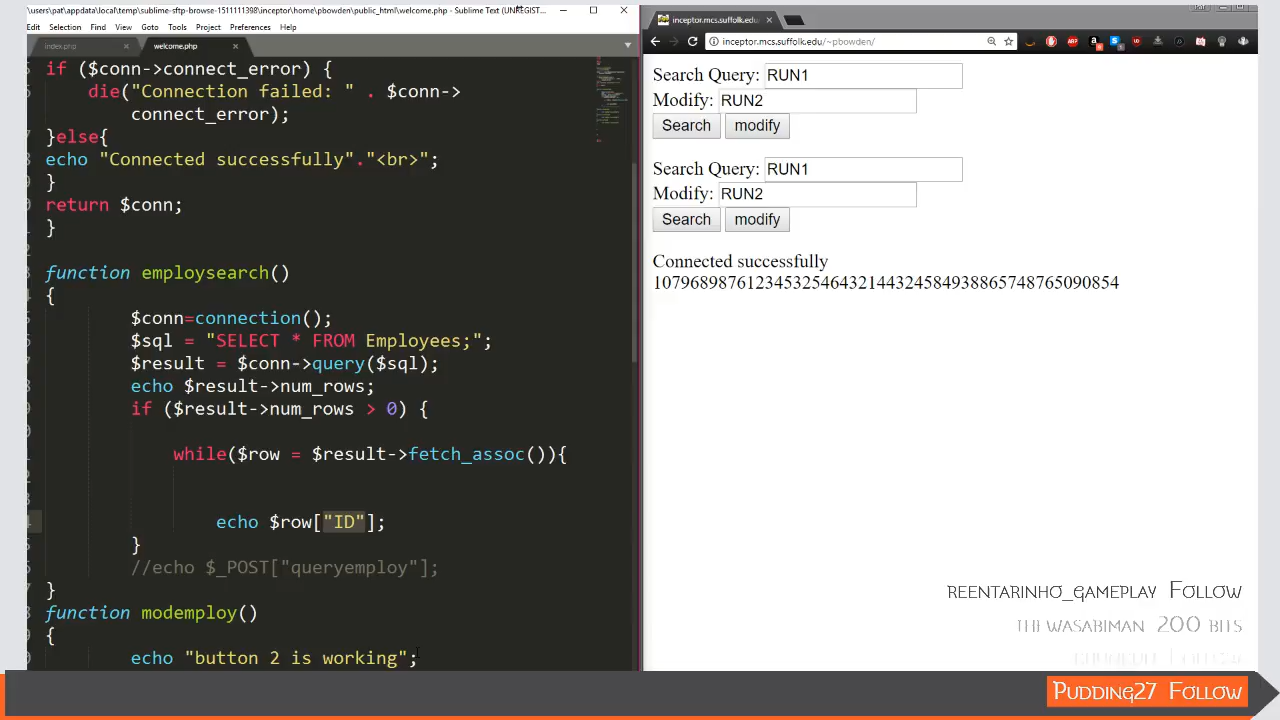 \users\pat\appdata\local\temp\sublime-sftp-browse-1511111398\inceptor\home\pbowden\public_html\welcome.php - Sublime Text (UNREGIST
Selection Find View Goto Tools Project Preferences Help
index.php × welcome.php ×
if ($conn->connect_error) {
die("Connection failed: " . $conn->
connect_error);
}else{
echo "Connected successfully"."<br>";
}
return $conn;
}
function employsearch()
{
$conn=connection();
$sql = "SELECT * FROM Employees;";
$result = $conn->query($sql);
echo $result->num_rows;
if ($result->num_rows > 0) {
while($row = $result->fetch_assoc()){
echo $row["ID"];
}
//echo $_POST["queryemploy"];
}
function modemploy()
{
echo "button 2 is working";
inceptor.mcs.suffolk.edu ×
inceptor.mcs.suffolk.edu/~pbowden/
Search Query: RUN1
Modify: RUN2
Search modify
Search Query: RUN1
Modify: RUN2
Search modify
Connected successfully
10796898761234532546432144324584938865748765090854
reentarinho_gameplay Follow
thewasabiman 200 bits
Pudding27 Follow